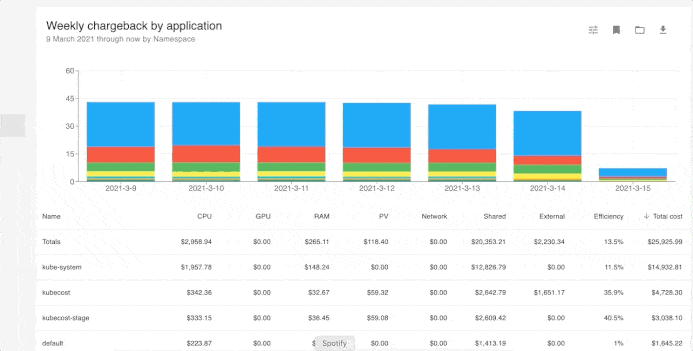 Weekly chargeback by application
9 March 2021 through now by Namespace
60
45
30
15
0
2021-3-9 2021-3-10 2021-3-11 2021-3-12 2021-3-13 2021-3-14 2021-3-15
Name CPU GPU RAM PV Network Shared External Efficiency Total cost
Totals $2,958.94 $0.00 $265.11 $118.40 $0.00 $20,353.21 $2,230.34 13.5% $25,925.99
kube-system $1,957.78 $0.00 $148.24 $0.00 $0.00 $12,826.79 $0.00 11.5% $14,932.81
kubecost $342.36 $0.00 $32.67 $59.32 $0.00 $2,642.79 $1,651.17 35.9% $4,728.30
kubecost-stage $333.15 $0.00 $36.45 $59.08 $0.00 $2,609.42 $0.00 40.5% $3,038.10
default $223.87 $0.00 $ Spotify $0.00 $1,413.19 $0.00 1% $1,645.22